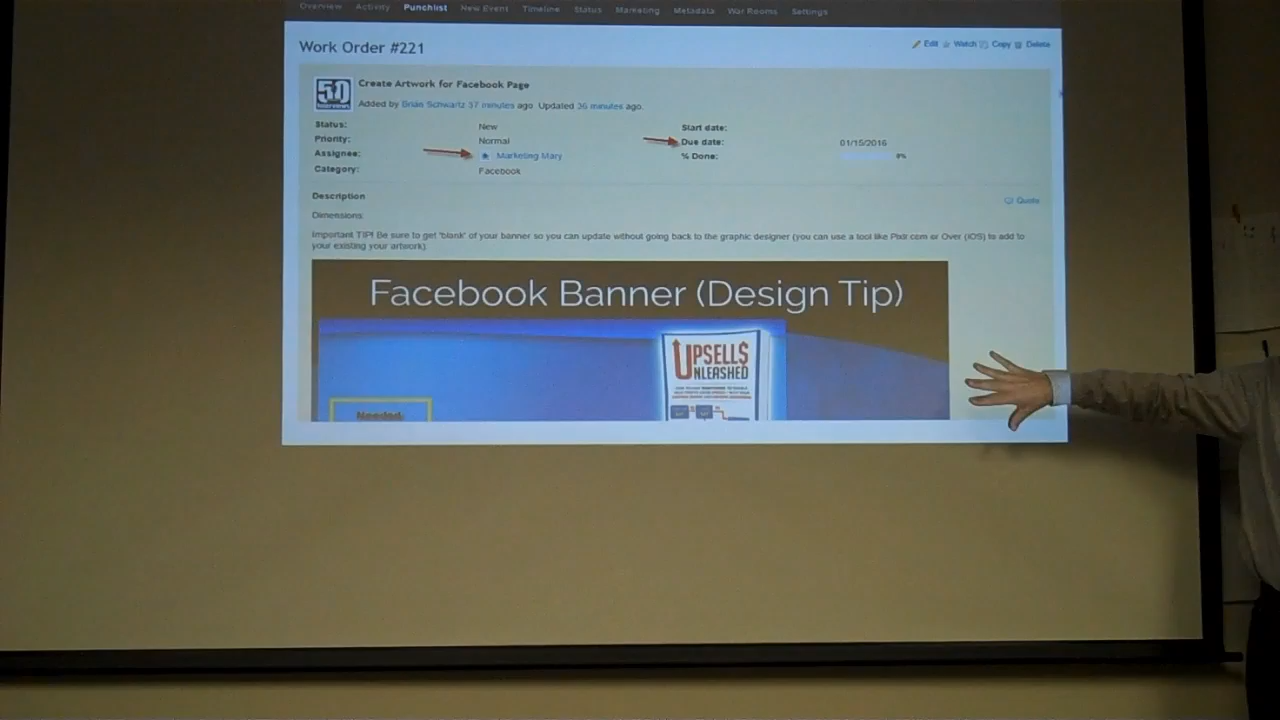 Overview Activity Punchlist New Event Timeline Status Marketing Metadata War Rooms Settings
Work Order #221
Edit Watch Copy Delete
50
Interviews
Create Artwork for Facebook Page
Added by Brian Schwartz 37 minutes ago. Updated 36 minutes ago.
Status: New Start date:
Priority: Normal Due date: 01/15/2016
Assignee: Marketing Mary % Done: 0%
Category: Facebook
Description Quote
Dimensions:
Important TIP! Be sure to get 'blank' of your banner so you can update without going back to the graphic designer (you can use a tool like Pixlr.com or Over (iOS) to add to
your existing your artwork)
Facebook Banner (Design Tip)
UPSELL$
UNLEASHED
Needed